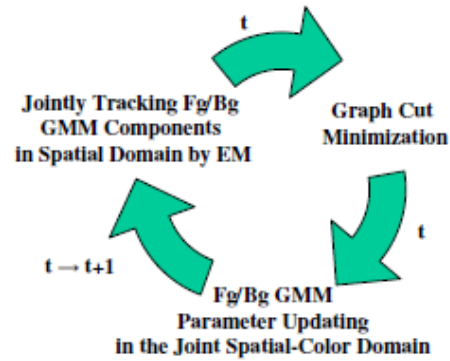 t
Jointly Tracking Fg/Bg
GMM Components
in Spatial Domain by EM
Graph Cut
Minimization
t
t → t+1
Fg/Bg GMM
Parameter Updating
in the Joint Spatial-Color Domain